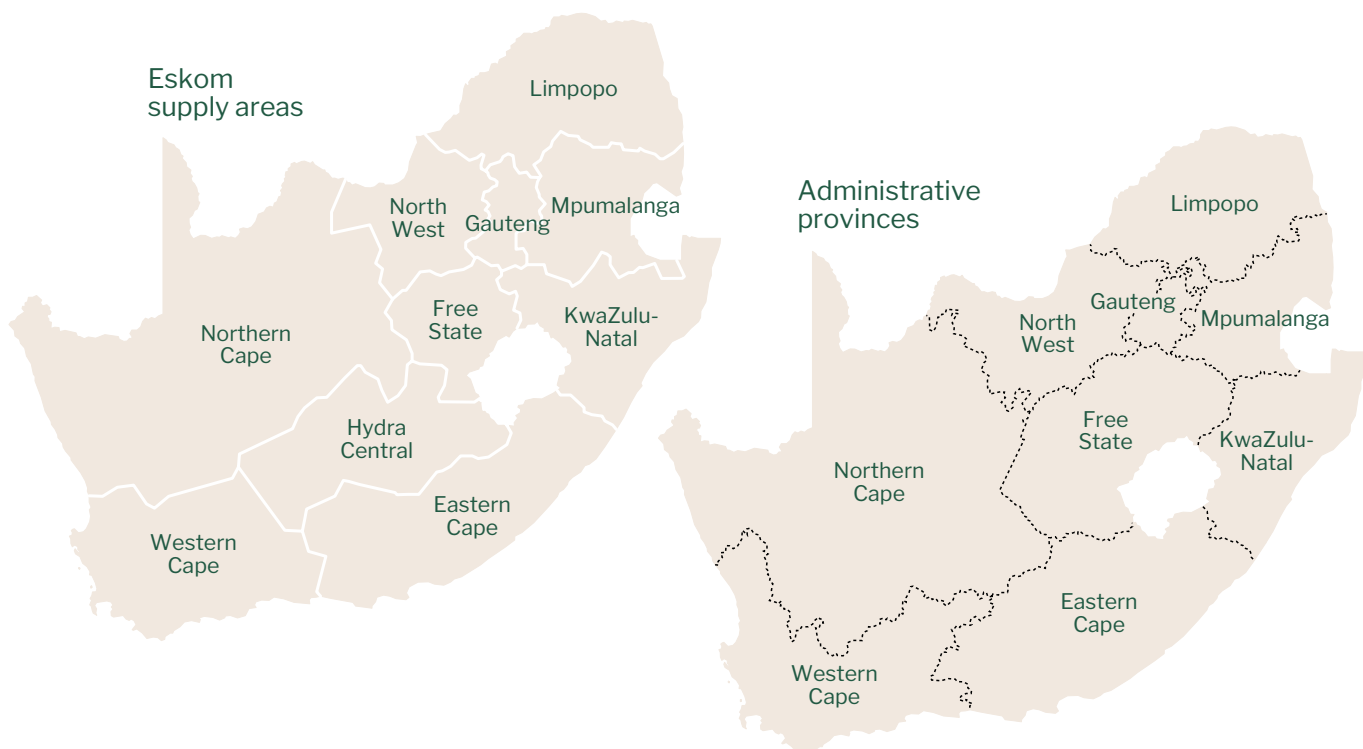 Eskom
supply areas
Limpopo
North
West
Gauteng
Mpumalanga
Northern
Cape
Free
State
KwaZulu-
Natal
Hydra
Central
Eastern
Cape
Western
Cape
Administrative
provinces
Limpopo
Gauteng
North
West
Mpumalanga
Free
State
KwaZulu-
Natal
Northern
Cape
Eastern
Cape
Western
Cape